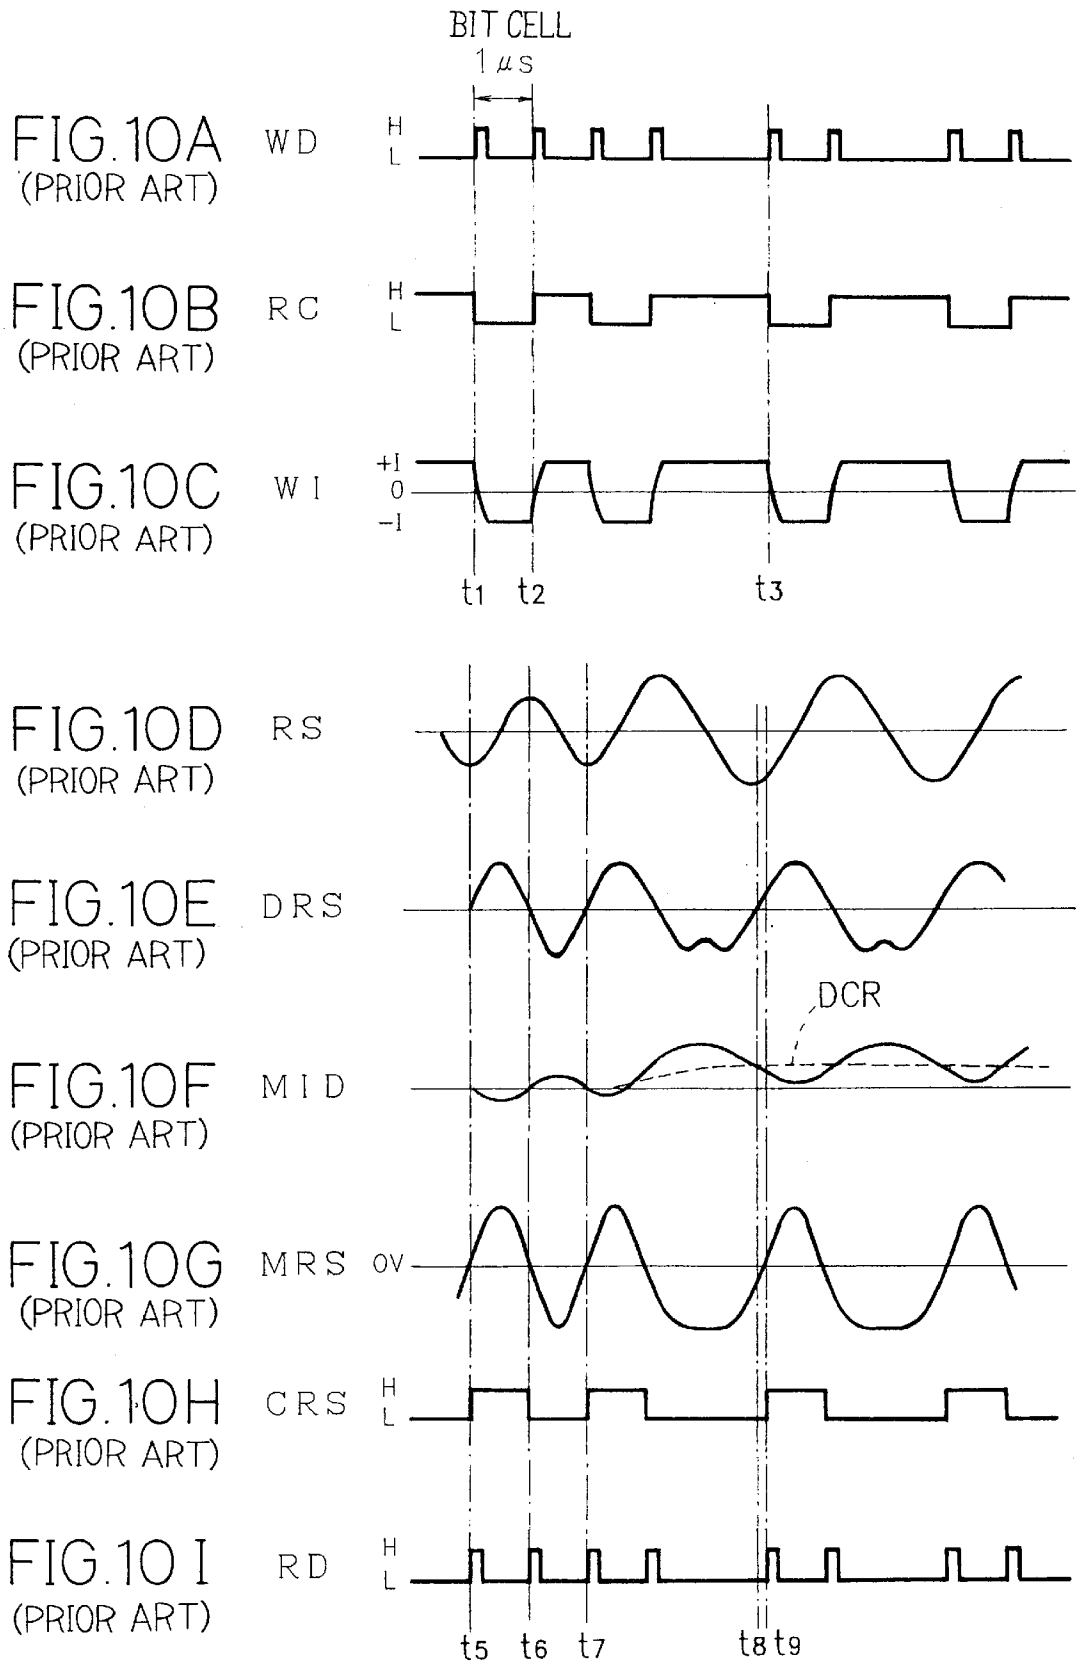 BIT CELL
1 μs
FIG.10A WD H L
(PRIOR ART)
FIG.10B RC H L
(PRIOR ART)
FIG.10C WI +I 0 -I
(PRIOR ART)
t1 t2 t3
FIG.10D RS
(PRIOR ART)
FIG.10E DRS
(PRIOR ART)
DCR
FIG.10F MID
(PRIOR ART)
FIG.10G MRS 0V
(PRIOR ART)
FIG.10H CRS H L
(PRIOR ART)
FIG.10I RD H L
(PRIOR ART)
t5 t6 t7 t8 t9